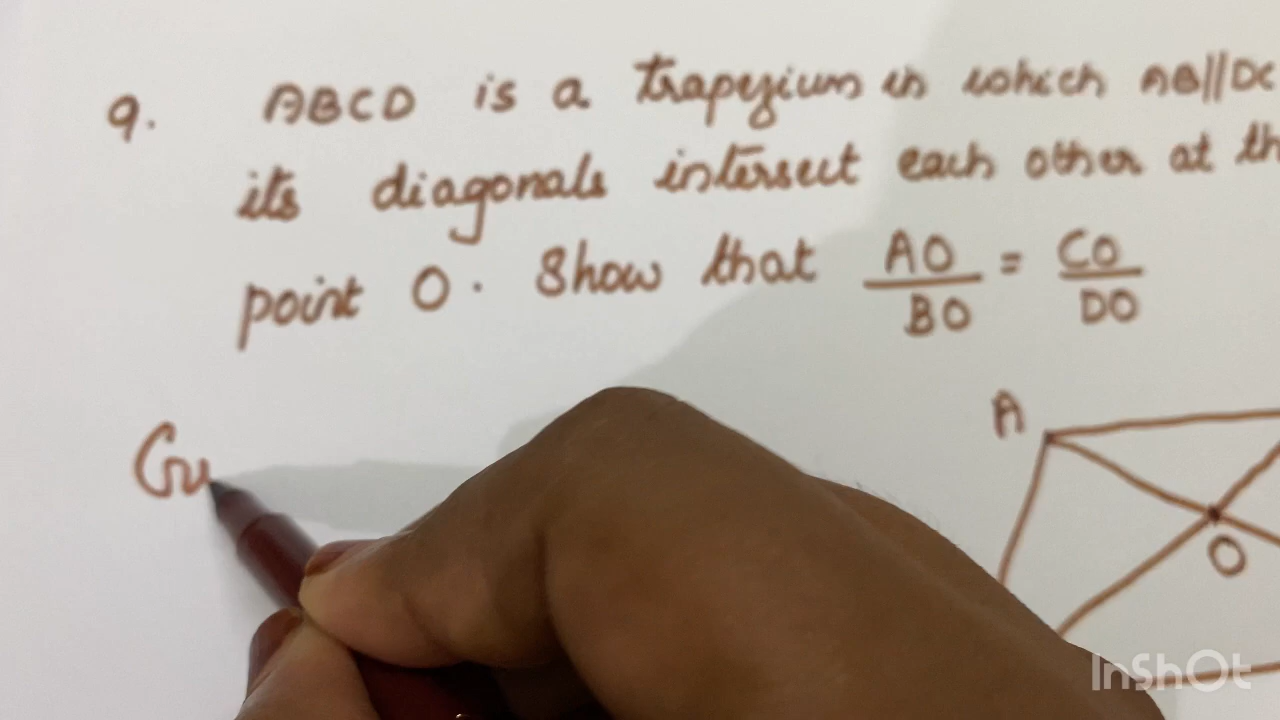 9. ABCD is a trapezium in which AB||DC
its diagonals intersect each other at th
point O. Show that AO/BO = CO/DO
Gi
A
O
InShOt